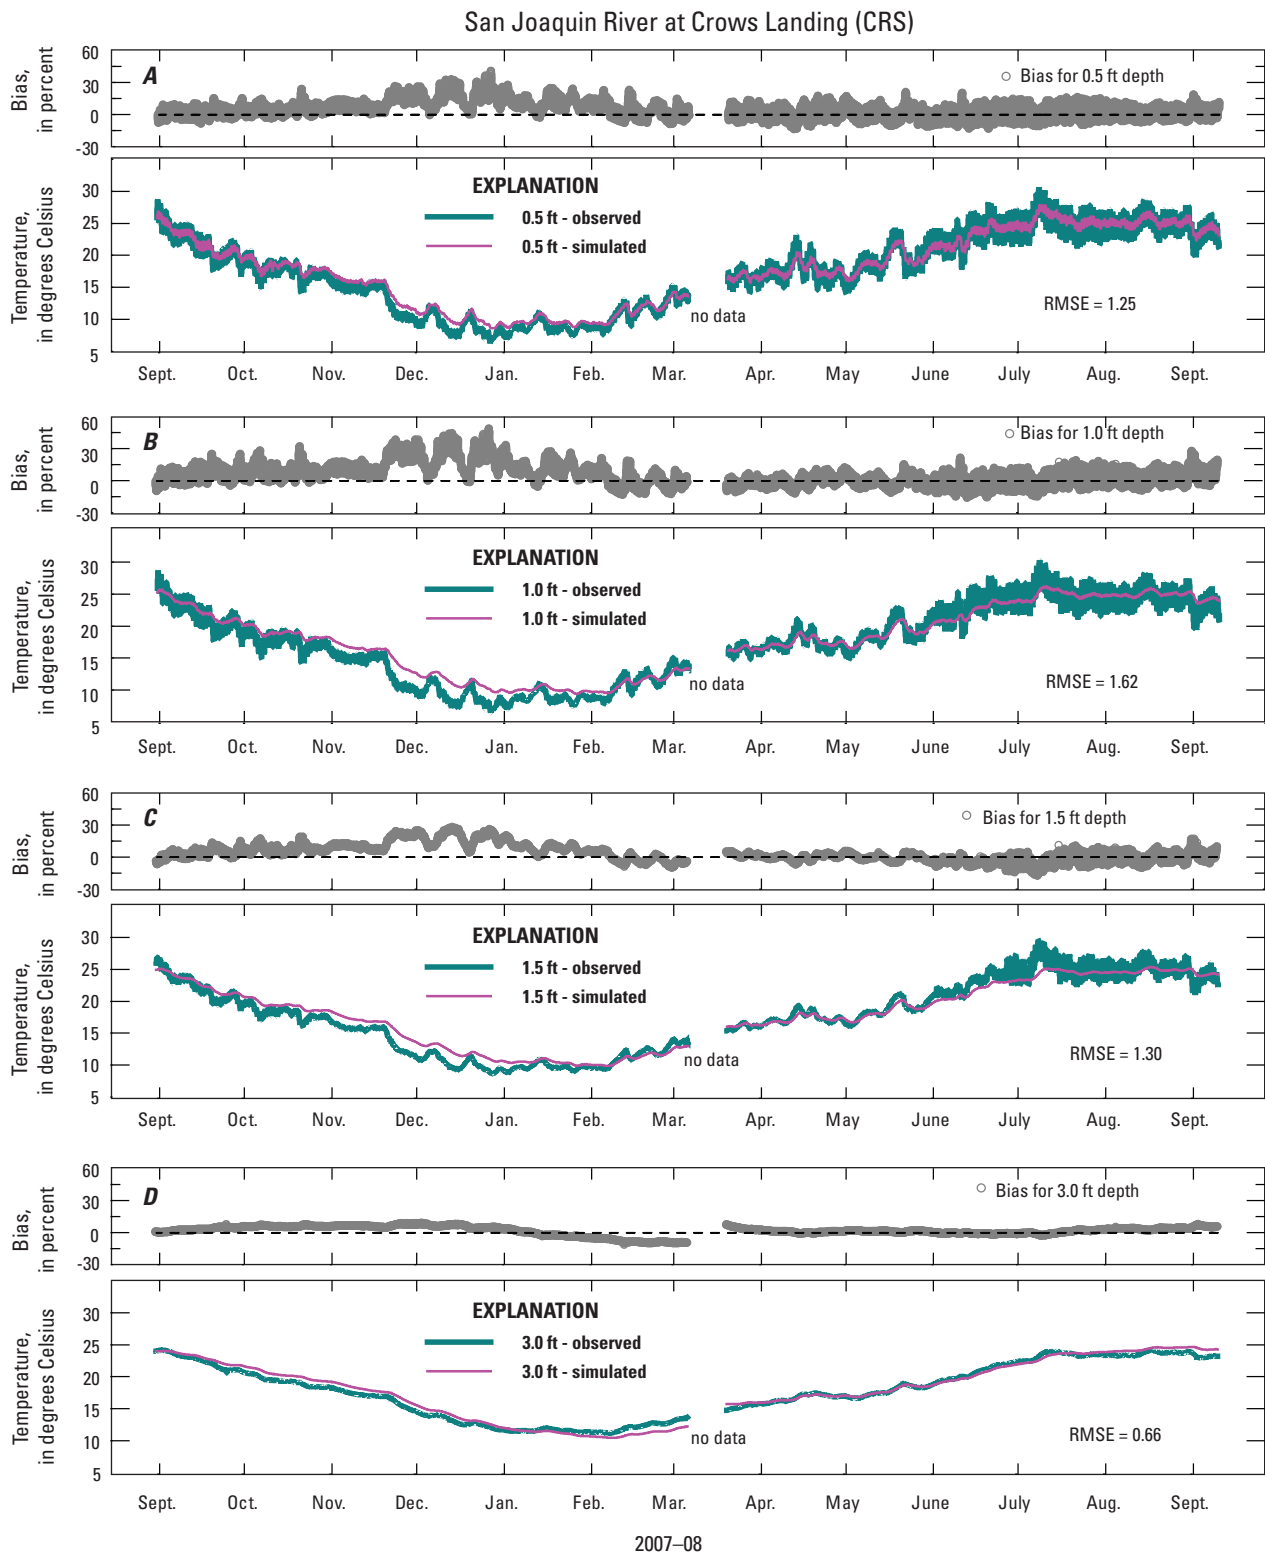 San Joaquin River at Crows Landing (CRS)
Bias,
in percent
60
30
0
-30
A
Bias for 0.5 ft depth
Temperature,
in degrees Celsius
30
25
20
15
10
5
EXPLANATION
0.5 ft - observed
0.5 ft - simulated
no data
RMSE = 1.25
Sept. Oct. Nov. Dec. Jan. Feb. Mar. Apr. May June July Aug. Sept.
Bias,
in percent
60
30
0
-30
B
Bias for 1.0 ft depth
Temperature,
in degrees Celsius
30
25
20
15
10
5
EXPLANATION
1.0 ft - observed
1.0 ft - simulated
no data
RMSE = 1.62
Sept. Oct. Nov. Dec. Jan. Feb. Mar. Apr. May June July Aug. Sept.
Bias,
in percent
60
30
0
-30
C
Bias for 1.5 ft depth
Temperature,
in degrees Celsius
30
25
20
15
10
5
EXPLANATION
1.5 ft - observed
1.5 ft - simulated
no data
RMSE = 1.30
Sept. Oct. Nov. Dec. Jan. Feb. Mar. Apr. May June July Aug. Sept.
Bias,
in percent
60
30
0
-30
D
Bias for 3.0 ft depth
Temperature,
in degrees Celsius
30
25
20
15
10
5
EXPLANATION
3.0 ft - observed
3.0 ft - simulated
no data
RMSE = 0.66
Sept. Oct. Nov. Dec. Jan. Feb. Mar. Apr. May June July Aug. Sept.
2007–08